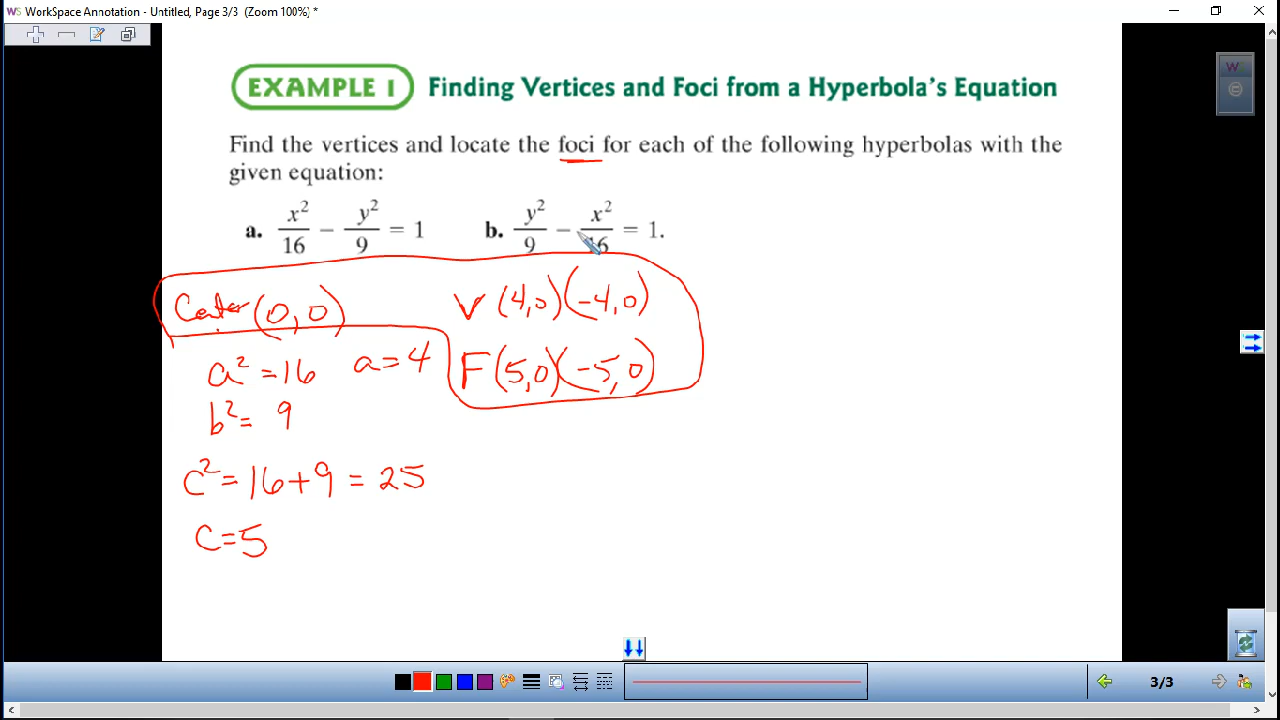 WS WorkSpace Annotation - Untitled, Page 3/3 (Zoom 100%) *
EXAMPLE 1 Finding Vertices and Foci from a Hyperbola's Equation
Find the vertices and locate the foci for each of the following hyperbolas with the
given equation:
a. x²/16 − y²/9 = 1 b. y²/9 − x²/16 = 1.
Center (0,0) V (4,0)(-4,0)
a² = 16 a = 4 F (5,0)(-5,0)
b² = 9
c² = 16+9 = 25
c = 5
3/3